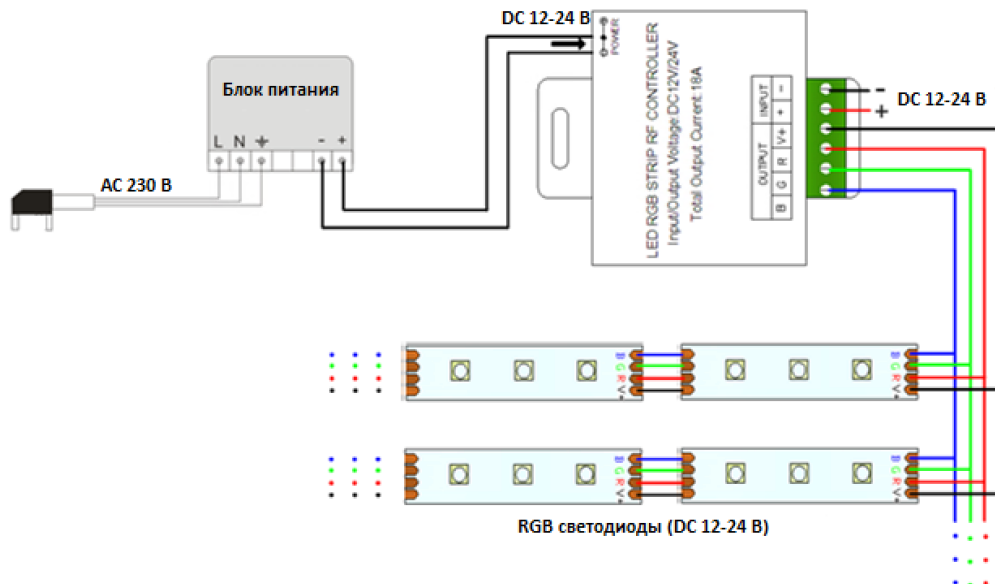 DC 12-24 В
POWER
Блок питания
L N - +
AC 230 В
LED RGB STRIP RF CONTROLLER
Input/Output Voltage:DC12V/24V
Total Output Current:18A
INPUT
- +
OUTPUT
V+ R G B
-
+
DC 12-24 В
B
G
R
V+
B
G
R
V+
B
G
R
V+
B
G
R
V+
RGB светодиоды (DC 12-24 В)